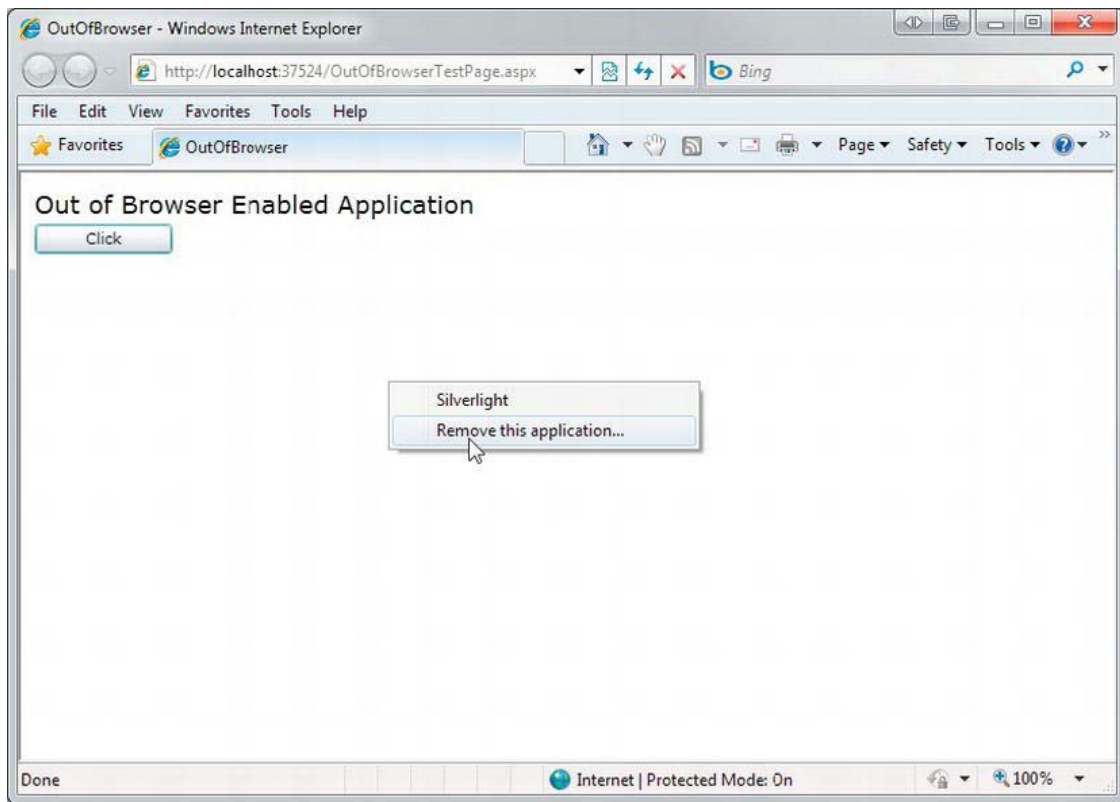 OutOfBrowser - Windows Internet Explorer
http://localhost:37524/OutOfBrowserTestPage.aspx
Bing
File Edit View Favorites Tools Help
Favorites
OutOfBrowser
Page Safety Tools
Out of Browser Enabled Application
Click
Silverlight
Remove this application...
Done
Internet | Protected Mode: On
100%